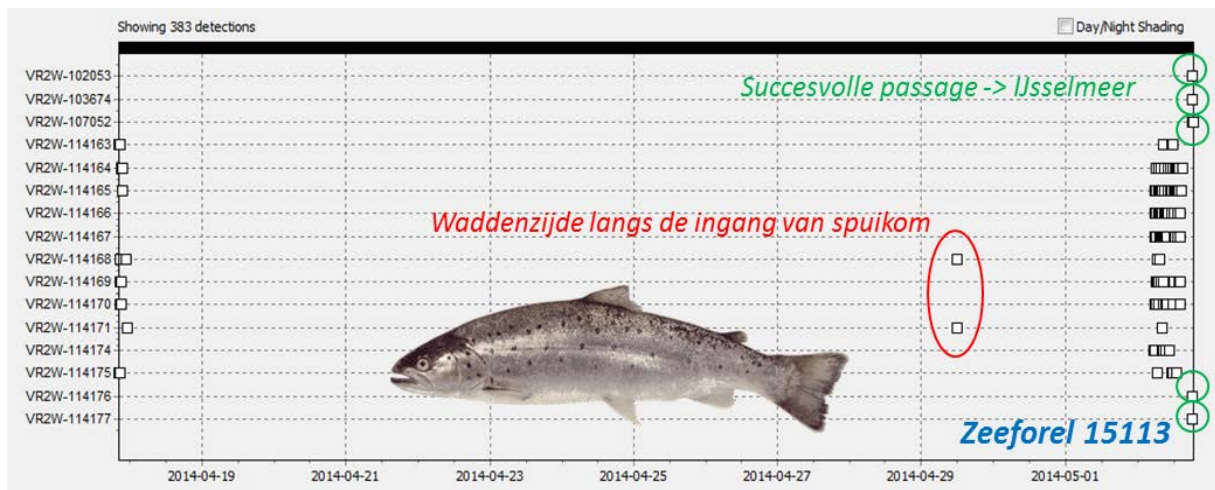 Showing 383 detections
Day/Night Shading
VR2W-102053
Succesvolle passage -> IJsselmeer
VR2W-103674
VR2W-107052
VR2W-114163
VR2W-114164
VR2W-114165
VR2W-114166
Waddenzijde langs de ingang van spuikom
VR2W-114167
VR2W-114168
VR2W-114169
VR2W-114170
VR2W-114171
VR2W-114174
VR2W-114175
VR2W-114176
VR2W-114177
Zeeforel 15113
2014-04-19
2014-04-21
2014-04-23
2014-04-25
2014-04-27
2014-04-29
2014-05-01